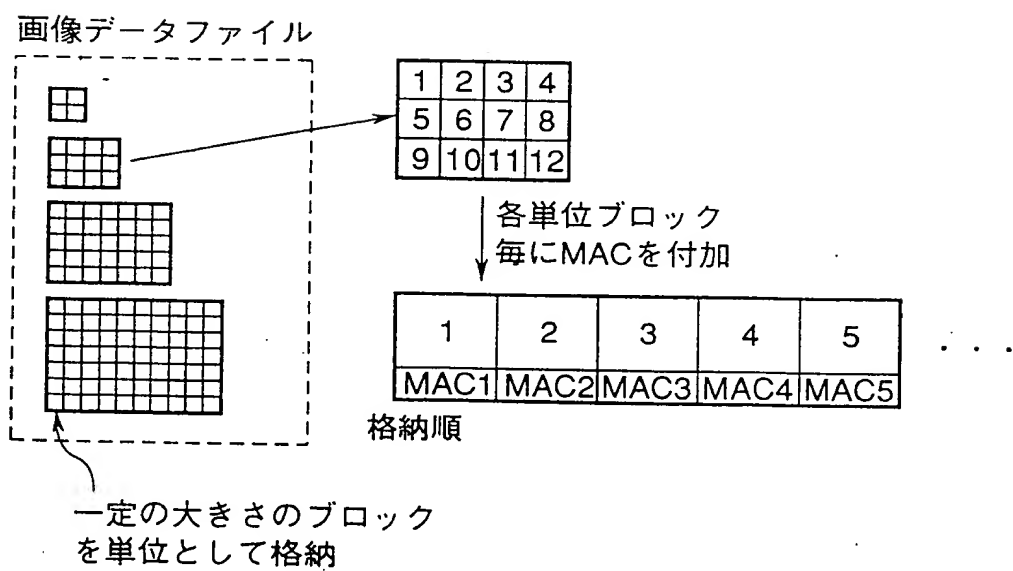 画像データファイル
1 2 3 4
5 6 7 8
9 10 11 12
各単位ブロック
毎にMACを付加
1 2 3 4 5 ...
MAC1 MAC2 MAC3 MAC4 MAC5
格納順
一定の大きさのブロック
を単位として格納